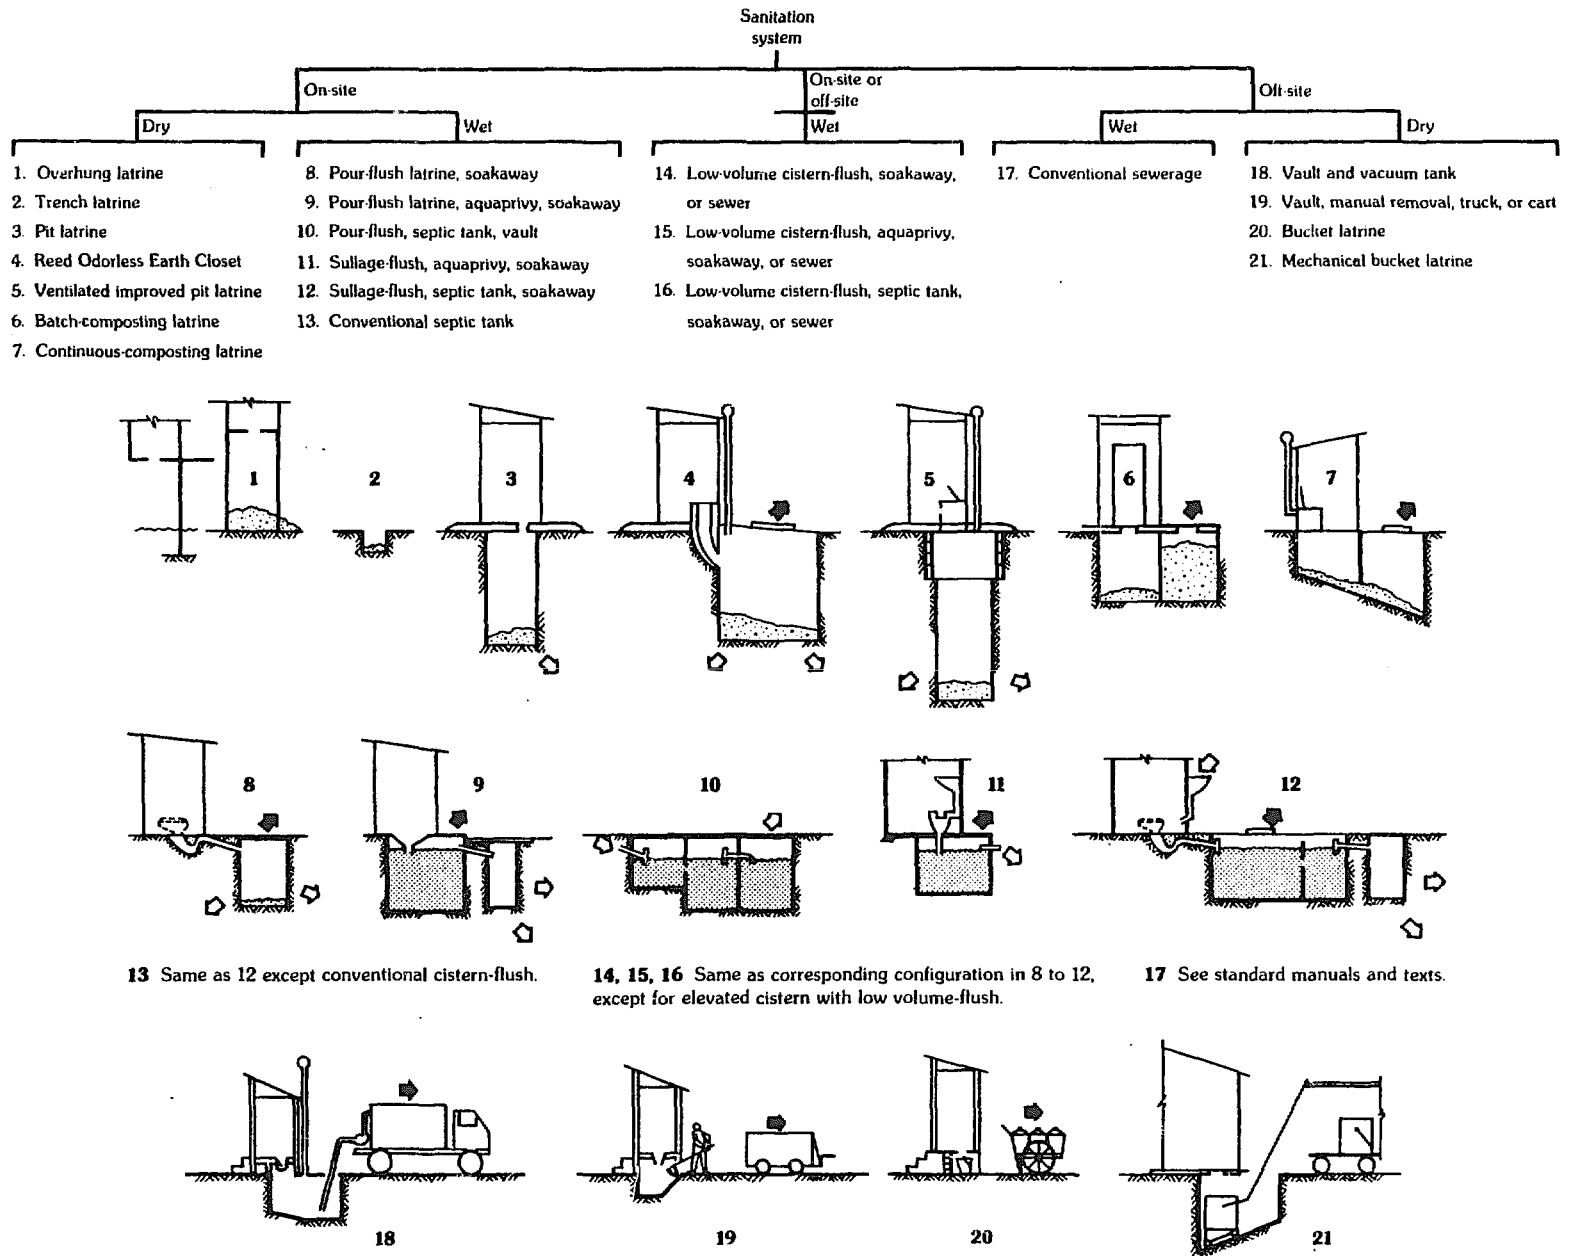 Sanitation
system
On-site
On-site or
off-site
Off-site
Dry
Wet
Wet
Wet
Dry
1. Overhung latrine
2. Trench latrine
3. Pit latrine
4. Reed Odorless Earth Closet
5. Ventilated improved pit latrine
6. Batch-composting latrine
7. Continuous-composting latrine
8. Pour-flush latrine, soakaway
9. Pour-flush latrine, aquaprivy, soakaway
10. Pour-flush, septic tank, vault
11. Sullage-flush, aquaprivy, soakaway
12. Sullage-flush, septic tank, soakaway
13. Conventional septic tank
14. Low-volume cistern-flush, soakaway,
or sewer
15. Low-volume cistern-flush, aquaprivy,
soakaway, or sewer
16. Low-volume cistern-flush, septic tank,
soakaway, or sewer
17. Conventional sewerage
18. Vault and vacuum tank
19. Vault, manual removal, truck, or cart
20. Bucket latrine
21. Mechanical bucket latrine
1
2
3
4
5
6
7
8
9
10
11
12
13 Same as 12 except conventional cistern-flush.
14, 15, 16 Same as corresponding configuration in 8 to 12,
except for elevated cistern with low volume-flush.
17 See standard manuals and texts.
18
19
20
21